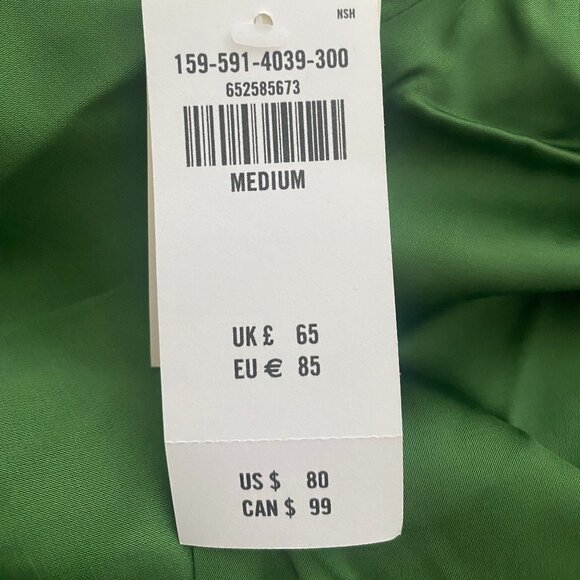 NSH
159-591-4039-300
652585673
MEDIUM
UK £ 65
EU € 85
US $ 80
CAN $ 99